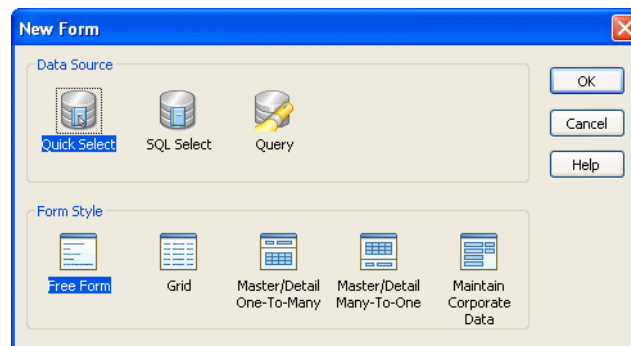 New Form
Data Source
Quick Select
SQL Select
Query
OK
Cancel
Help
Form Style
Free Form
Grid
Master/Detail
One-To-Many
Master/Detail
Many-To-One
Maintain
Corporate
Data